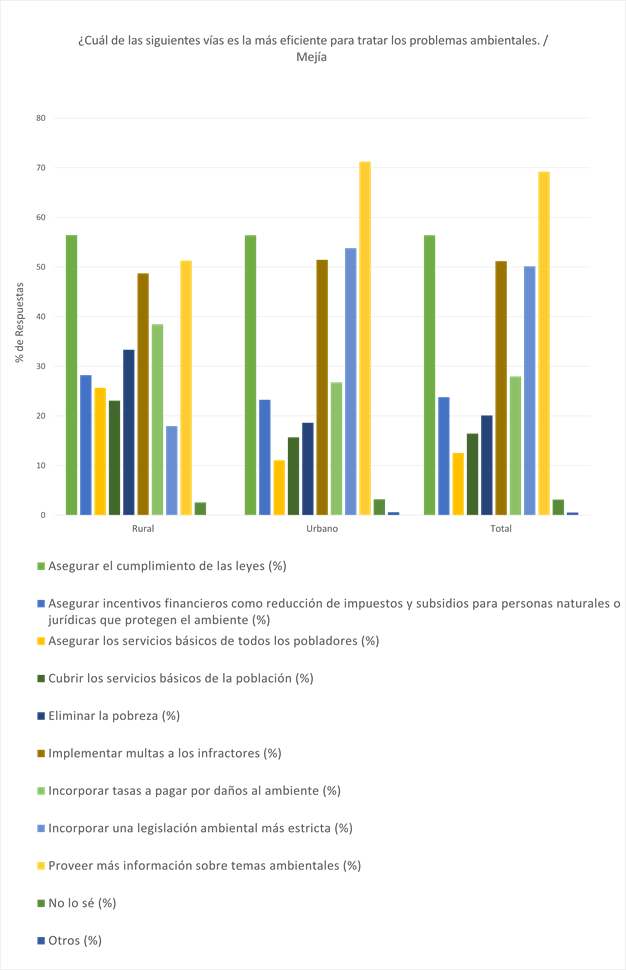 ¿Cuál de las siguientes vías es la más eficiente para tratar los problemas ambientales. /
Mejía
80
70
60
50
40
30
20
10
0
% de Respuestas
Rural
Urbano
Total
Asegurar el cumplimiento de las leyes (%)
Asegurar incentivos financieros como reducción de impuestos y subsidios para personas naturales o
jurídicas que protegen el ambiente (%)
Asegurar los servicios básicos de todos los pobladores (%)
Cubrir los servicios básicos de la población (%)
Eliminar la pobreza (%)
Implementar multas a los infractores (%)
Incorporar tasas a pagar por daños al ambiente (%)
Incorporar una legislación ambiental más estricta (%)
Proveer más información sobre temas ambientales (%)
No lo sé (%)
Otros (%)